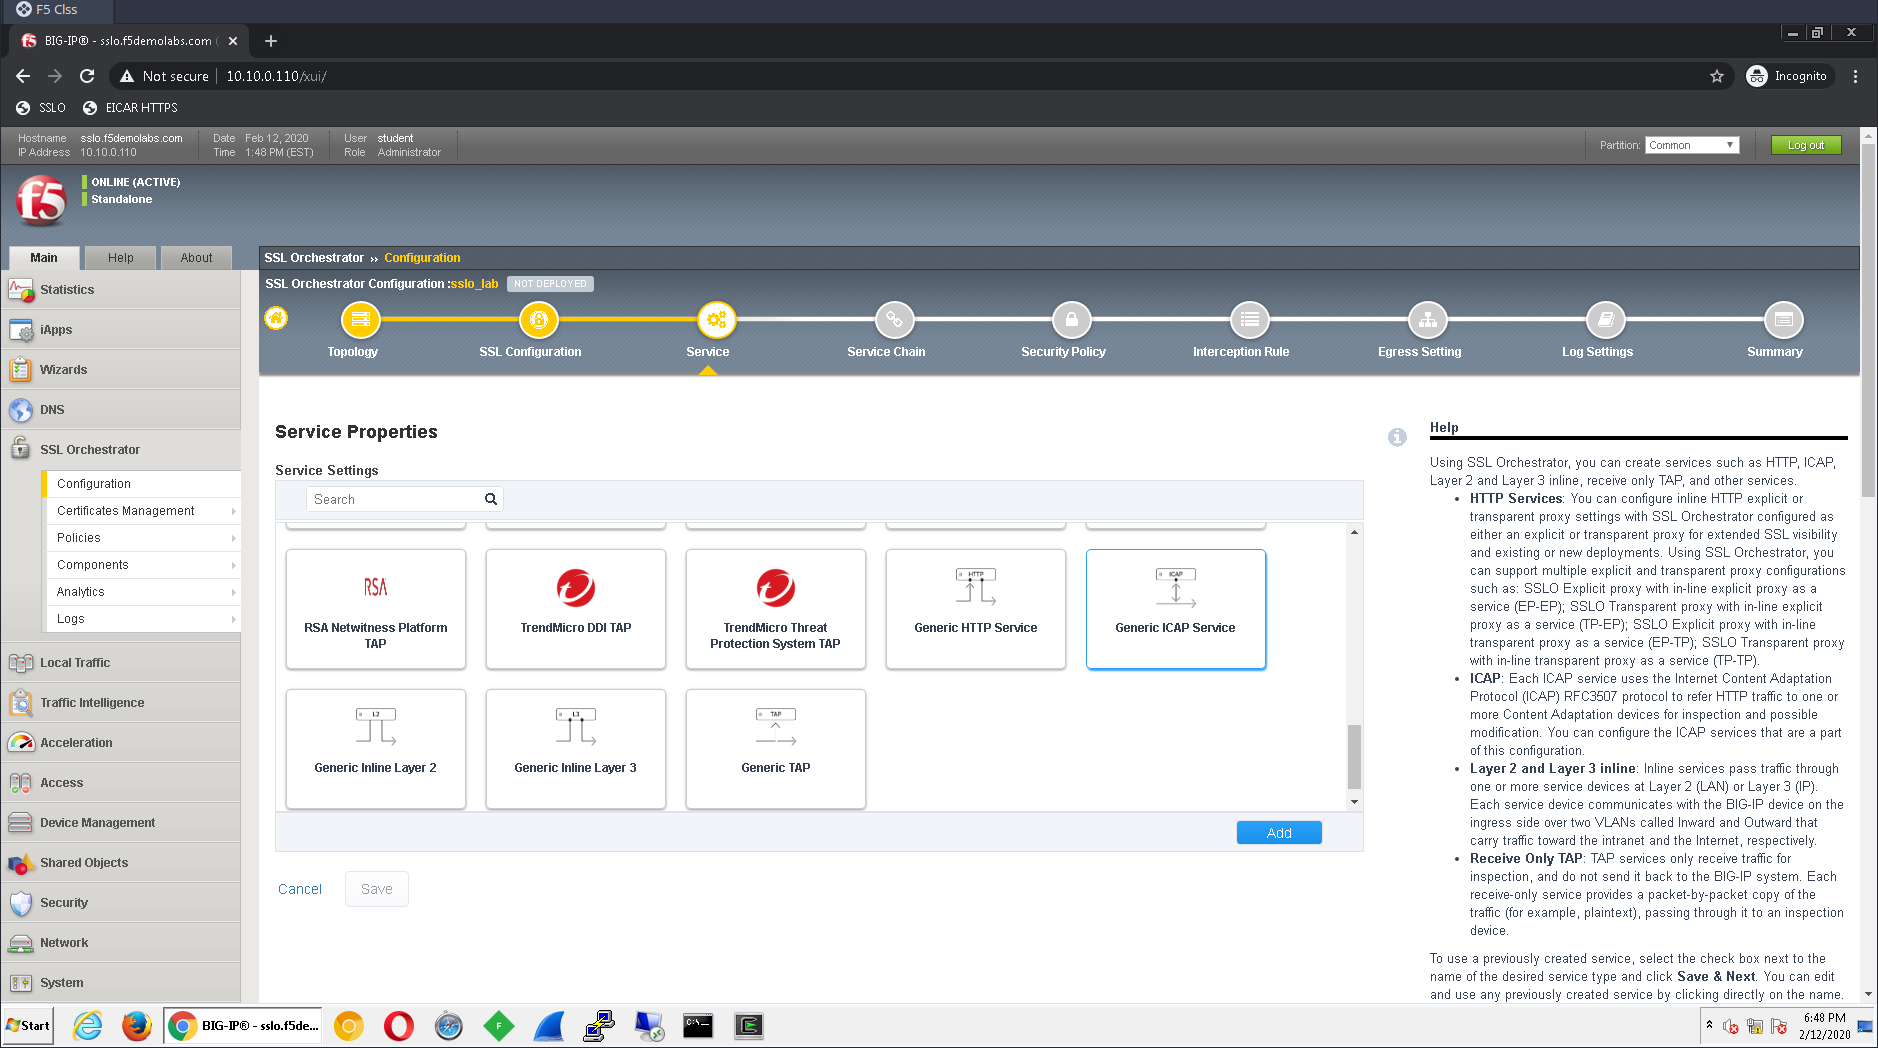 F5 Clss
BIG-IP® - sslo.f5demolabs.com (
Not secure
10.10.0.110/xui/
Incognito
SSLO
EICAR HTTPS
Hostname sslo.f5demolabs.com
IP Address 10.10.0.110
Date Feb 12, 2020
Time 1:48 PM (EST)
User student
Role Administrator
Partition: Common
Log out
f5
ONLINE (ACTIVE)
Standalone
Main
Help
About
Statistics
iApps
Wizards
DNS
SSL Orchestrator
Configuration
Certificates Management
Policies
Components
Analytics
Logs
Local Traffic
Traffic Intelligence
Acceleration
Access
Device Management
Shared Objects
Security
Network
System
SSL Orchestrator ›› Configuration
SSL Orchestrator Configuration :sslo_lab NOT DEPLOYED
Topology
SSL Configuration
Service
Service Chain
Security Policy
Interception Rule
Egress Setting
Log Settings
Summary
Service Properties
Service Settings
Search
RSA
RSA Netwitness Platform
TAP
TrendMicro DDI TAP
TrendMicro Threat
Protection System TAP
HTTP
Generic HTTP Service
ICAP
Generic ICAP Service
L2
Generic Inline Layer 2
L3
Generic Inline Layer 3
TAP
Generic TAP
Add
Cancel
Save
Help
Using SSL Orchestrator, you can create services such as HTTP, ICAP,
Layer 2 and Layer 3 inline, receive only TAP, and other services.
• HTTP Services: You can configure inline HTTP explicit or
transparent proxy settings with SSL Orchestrator configured as
either an explicit or transparent proxy for extended SSL visibility
and existing or new deployments. Using SSL Orchestrator, you
can support multiple explicit and transparent proxy configurations
such as: SSLO Explicit proxy with in-line explicit proxy as a
service (EP-EP); SSLO Transparent proxy with in-line explicit
proxy as a service (TP-EP); SSLO Explicit proxy with in-line
transparent proxy as a service (EP-TP); SSLO Transparent proxy
with in-line transparent proxy as a service (TP-TP).
• ICAP: Each ICAP service uses the Internet Content Adaptation
Protocol (ICAP) RFC3507 protocol to refer HTTP traffic to one or
more Content Adaptation devices for inspection and possible
modification. You can configure the ICAP services that are a part
of this configuration.
• Layer 2 and Layer 3 inline: Inline services pass traffic through
one or more service devices at Layer 2 (LAN) or Layer 3 (IP).
Each service device communicates with the BIG-IP device on the
ingress side over two VLANs called Inward and Outward that
carry traffic toward the intranet and the Internet, respectively.
• Receive Only TAP: TAP services only receive traffic for
inspection, and do not send it back to the BIG-IP system. Each
receive-only service provides a packet-by-packet copy of the
traffic (for example, plaintext), passing through it to an inspection
device.
To use a previously created service, select the check box next to the
name of the desired service type and click Save & Next. You can edit
and use any previously created service by clicking directly on the name.
Start
BIG-IP® - sslo.f5de...
6:48 PM
2/12/2020